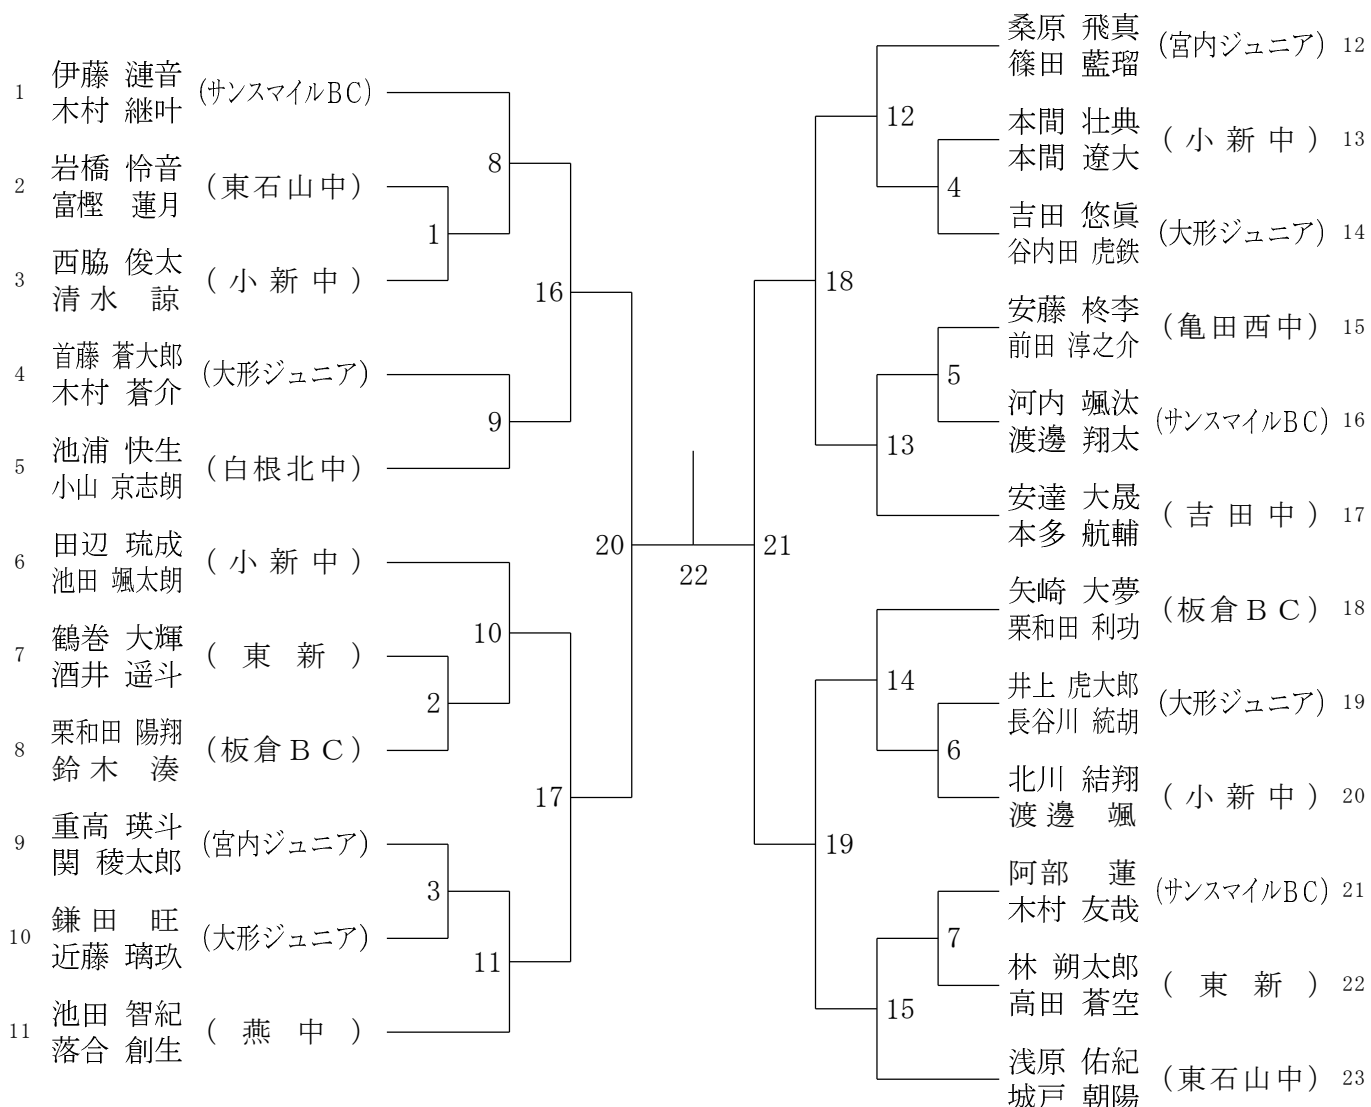 1 伊藤 漣音 (サンスマイルBC)
木村 継叶
2 岩橋 怜音 (東石山中)
富樫 蓮月
3 西脇 俊太 (小新中)
清水 諒
4 首藤 蒼大郎 (大形ジュニア)
木村 蒼介
5 池浦 快生 (白根北中)
小山 京志朗
6 田辺 琉成 (小新中)
池田 颯太朗
7 鶴巻 大輝 (東新)
酒井 遥斗
8 栗和田 陽翔 (板倉BC)
鈴木 湊
9 重高 瑛斗 (宮内ジュニア)
関 稜太郎
10 鎌田 旺 (大形ジュニア)
近藤 璃玖
11 池田 智紀 (燕中)
落合 創生
8
1
16
9
20
10
2
17
3
11
22
21
12
4
18
5
13
14
6
19
7
15
桑原 飛真 (宮内ジュニア) 12
篠田 藍瑠
本間 壮典 (小新中) 13
本間 遼大
吉田 悠眞 (大形ジュニア) 14
谷内田 虎鉄
安藤 柊李 (亀田西中) 15
前田 淳之介
河内 颯汰 (サンスマイルBC) 16
渡邊 翔太
安達 大晟 (吉田中) 17
本多 航輔
矢崎 大夢 (板倉BC) 18
栗和田 利功
井上 虎大郎 (大形ジュニア) 19
長谷川 統胡
北川 結翔 (小新中) 20
渡邊 颯
阿部 蓮 (サンスマイルBC) 21
木村 友哉
林 朔太郎 (東新) 22
高田 蒼空
浅原 佑紀 (東石山中) 23
城戸 朝陽